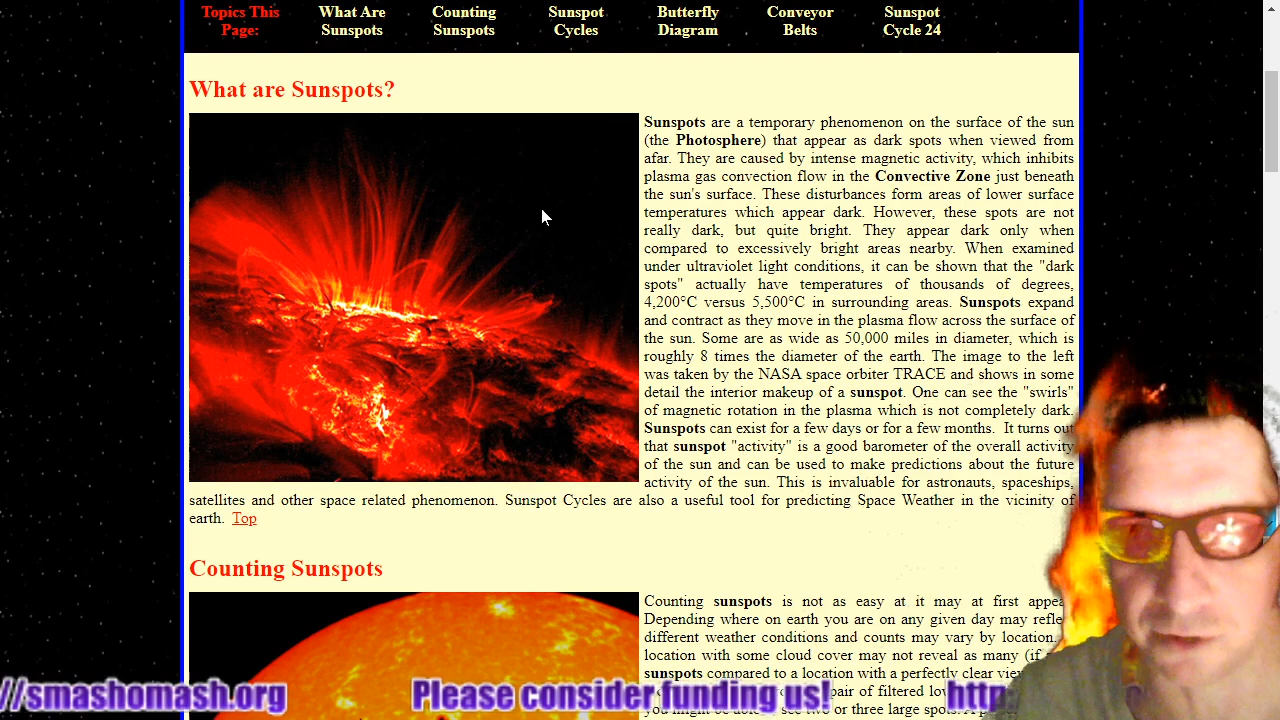 Topics This Page:
What Are Sunspots
Counting Sunspots
Sunspot Cycles
Butterfly Diagram
Conveyor Belts
Sunspot Cycle 24
What are Sunspots?
Sunspots are a temporary phenomenon on the surface of the sun
(the Photosphere) that appear as dark spots when viewed from
afar. They are caused by intense magnetic activity, which inhibits
plasma gas convection flow in the Convective Zone just beneath
the sun's surface. These disturbances form areas of lower surface
temperatures which appear dark. However, these spots are not
really dark, but quite bright. They appear dark only when
compared to excessively bright areas nearby. When examined
under ultraviolet light conditions, it can be shown that the "dark
spots" actually have temperatures of thousands of degrees,
4,200°C versus 5,500°C in surrounding areas. Sunspots expand
and contract as they move in the plasma flow across the surface of
the sun. Some are as wide as 50,000 miles in diameter, which is
roughly 8 times the diameter of the earth. The image to the left
was taken by the NASA space orbiter TRACE and shows in some
detail the interior makeup of a sunspot. One can see the "swirls"
of magnetic rotation in the plasma which is not completely dark.
Sunspots can exist for a few days or for a few months. It turns out
that sunspot "activity" is a good barometer of the overall activity
of the sun and can be used to make predictions about the future
activity of the sun. This is invaluable for astronauts, spaceships,
satellites and other space related phenomenon. Sunspot Cycles are also a useful tool for predicting Space Weather in the vicinity of
earth. Top
Counting Sunspots
Counting sunspots is not as easy at it may at first appea
Depending where on earth you are on any given day may refle
different weather conditions and counts may vary by location.
location with some cloud cover may not reveal as many (if
sunspots compared to a location with a perfectly clear vie
pair of filtered lo
see two or three large spots.
//smashomash.org Please consider funding us! http